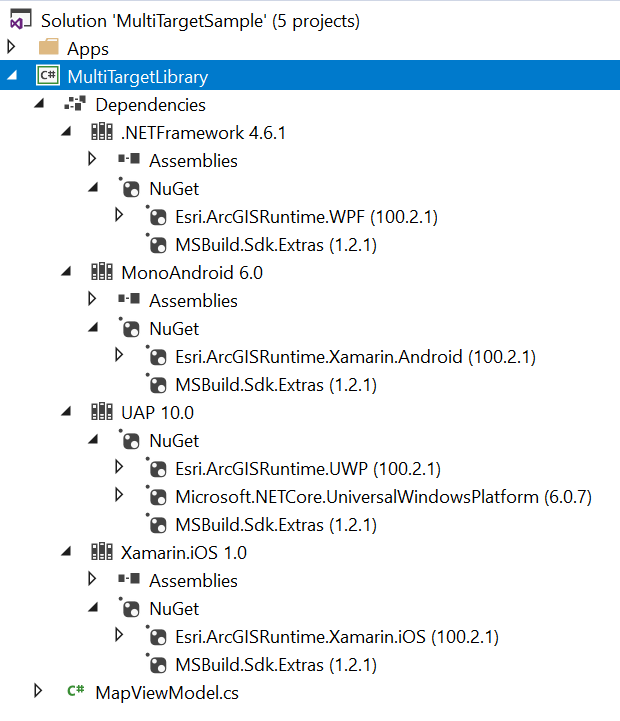 Solution 'MultiTargetSample' (5 projects)
Apps
C# MultiTargetLibrary
Dependencies
.NETFramework 4.6.1
Assemblies
NuGet
Esri.ArcGISRuntime.WPF (100.2.1)
MSBuild.Sdk.Extras (1.2.1)
MonoAndroid 6.0
Assemblies
NuGet
Esri.ArcGISRuntime.Xamarin.Android (100.2.1)
MSBuild.Sdk.Extras (1.2.1)
UAP 10.0
NuGet
Esri.ArcGISRuntime.UWP (100.2.1)
Microsoft.NETCore.UniversalWindowsPlatform (6.0.7)
MSBuild.Sdk.Extras (1.2.1)
Xamarin.iOS 1.0
Assemblies
NuGet
Esri.ArcGISRuntime.Xamarin.iOS (100.2.1)
MSBuild.Sdk.Extras (1.2.1)
C# MapViewModel.cs